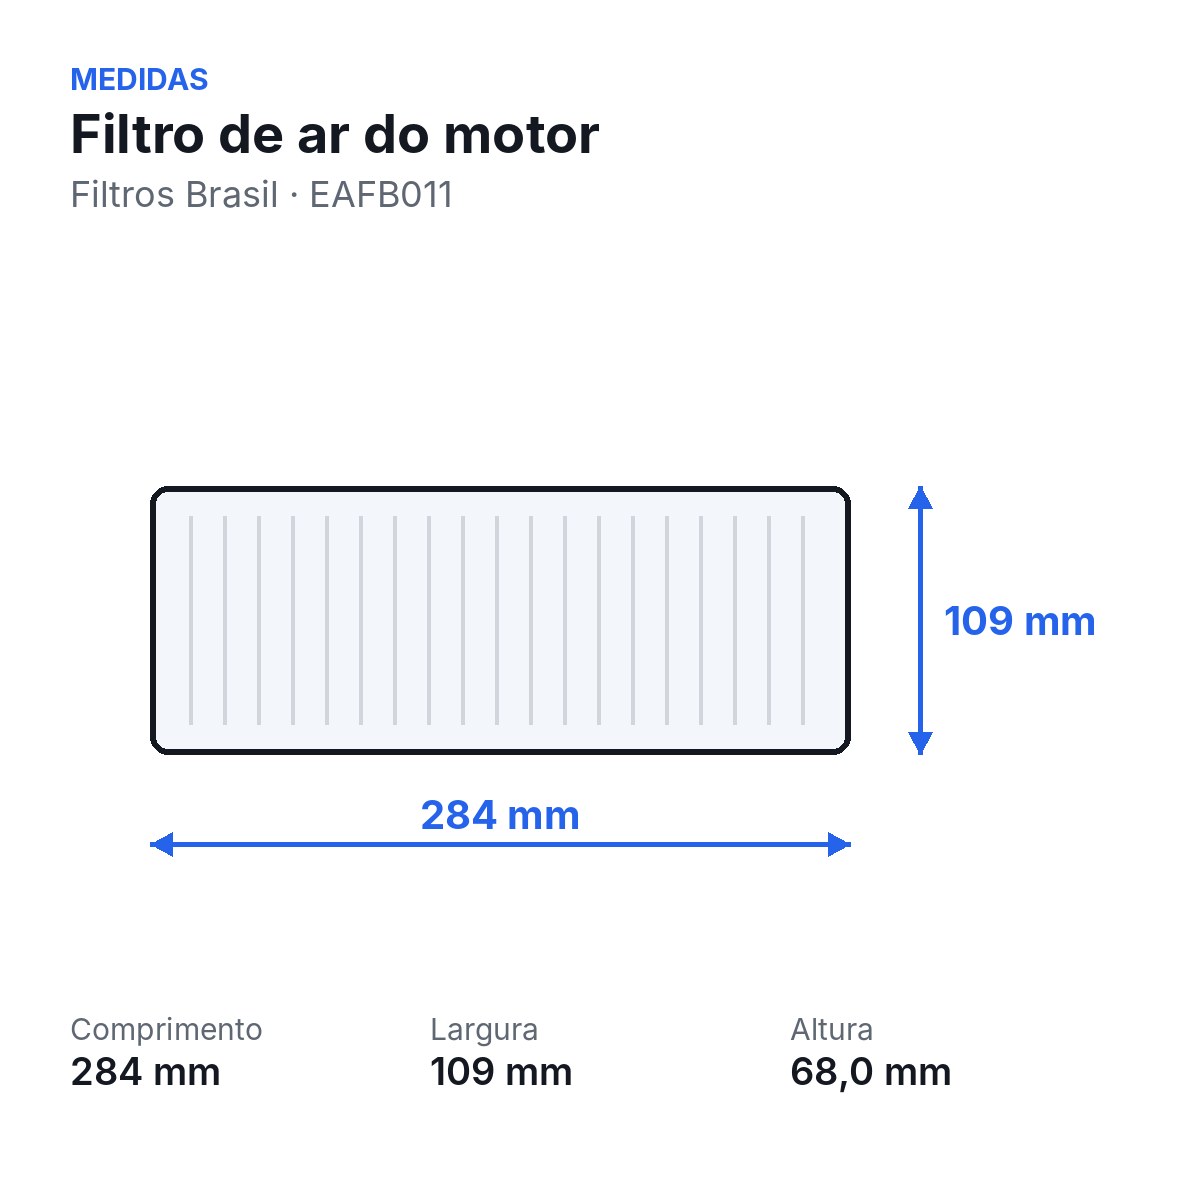 MEDIDAS
Filtro de ar do motor
Filtros Brasil · EAFB011
109 mm
284 mm
Comprimento Largura Altura
284 mm 109 mm 68,0 mm